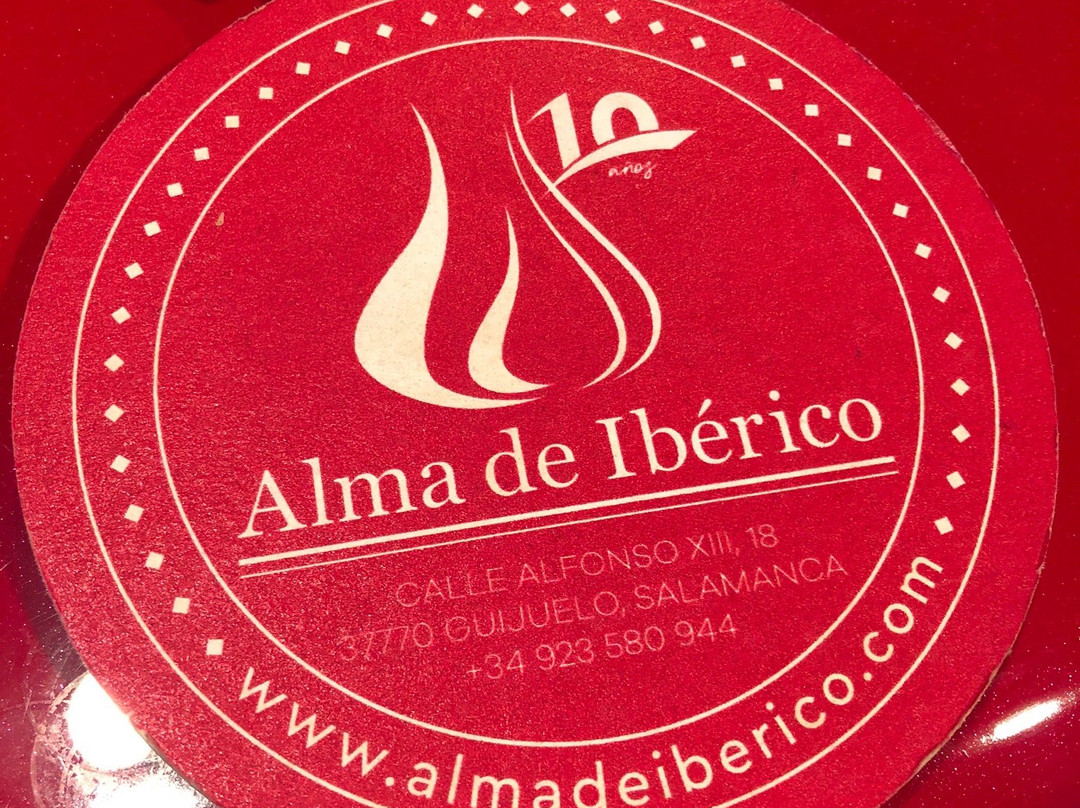 10
años
Alma de Ibérico
CALLE ALFONSO XIII, 18
37770 GUIJUELO, SALAMANCA
+34 923 580 944
www.almadeiberico.com